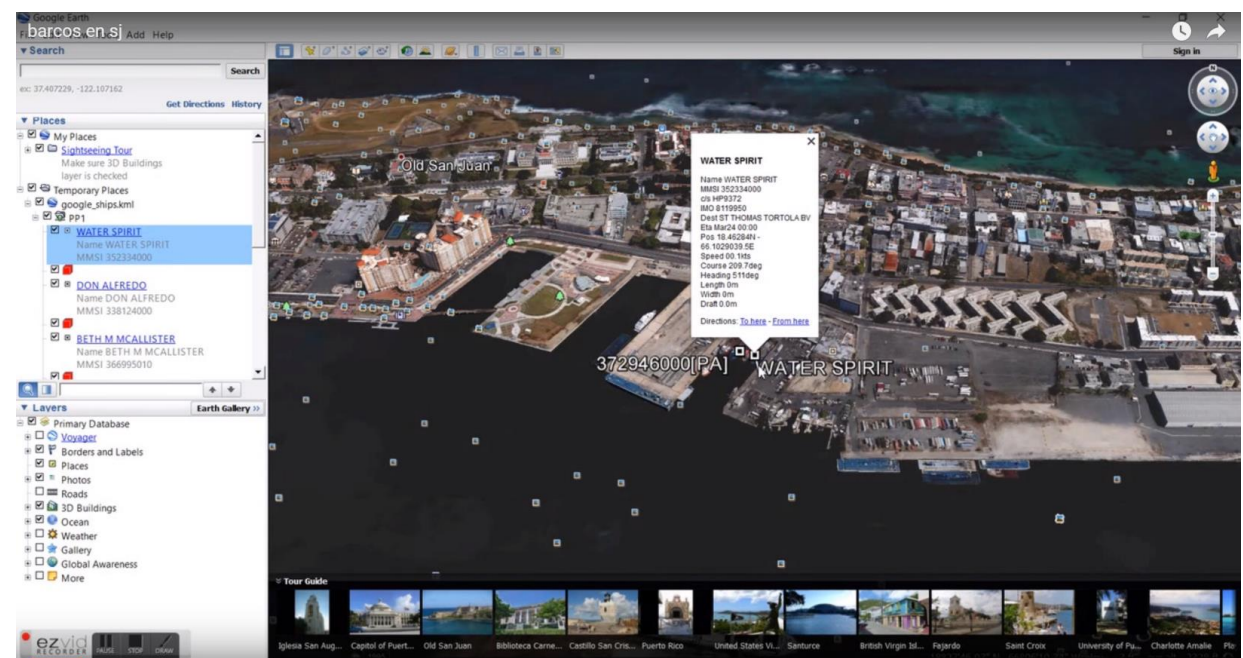 Google Earth
barcos en sj
Add Help
Search
Search
ex: 37.407229, -122.107162
Get Directions History
Places
My Places
Sightseeing Tour
Make sure 3D Buildings
layer is checked
Temporary Places
google_ships.kml
PP1
WATER SPIRIT
Name WATER SPIRIT
MMSI 352334000
DON ALFREDO
Name DON ALFREDO
MMSI 338124000
BETH M MCALLISTER
Name BETH M MCALLISTER
MMSI 366995010
Layers
Earth Gallery »
Primary Database
Voyager
Borders and Labels
Places
Photos
Roads
3D Buildings
Ocean
Weather
Gallery
Global Awareness
More
ezvid
RECORDER
PAUSE STOP DRAW
Sign in
N
Old San Juan
WATER SPIRIT
Name WATER SPIRIT
MMSI 352334000
c/s HP9372
IMO 8119950
Dest ST THOMAS TORTOLA BV
Eta Mar24 00:00
Pos 18.46284N -
66.1029039.5E
Speed 00.1kts
Course 209.7deg
Heading 511deg
Length 0m
Width 0m
Draft 0.0m
Directions: To here - From here
372946000[PA]
WATER SPIRIT
Tour Guide
Iglesia San Aug...
Capitol of Puert...
Old San Juan
Biblioteca Carne...
Castillo San Cris...
Puerto Rico
United States Vi...
Santurce
British Virgin Isl...
Fajardo
Saint Croix
University of Pu...
Charlotte Amalie